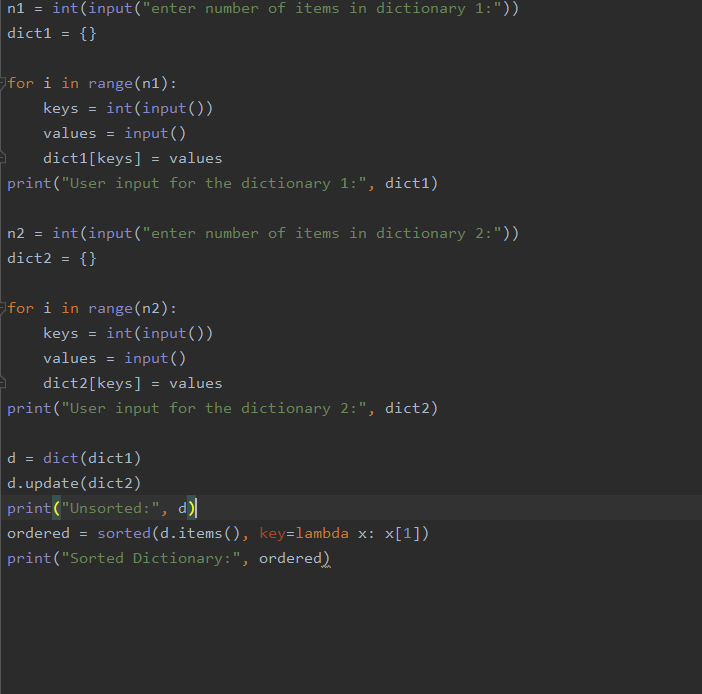 n1 = int(input("enter number of items in dictionary 1:"))
dict1 = {}
for i in range(n1):
    keys = int(input())
    values = input()
    dict1[keys] = values
print("User input for the dictionary 1:", dict1)
n2 = int(input("enter number of items in dictionary 2:"))
dict2 = {}
for i in range(n2):
    keys = int(input())
    values = input()
    dict2[keys] = values
print("User input for the dictionary 2:", dict2)
d = dict(dict1)
d.update(dict2)
print("Unsorted:", d)
ordered = sorted(d.items(), key=lambda x: x[1])
print("Sorted Dictionary:", ordered)